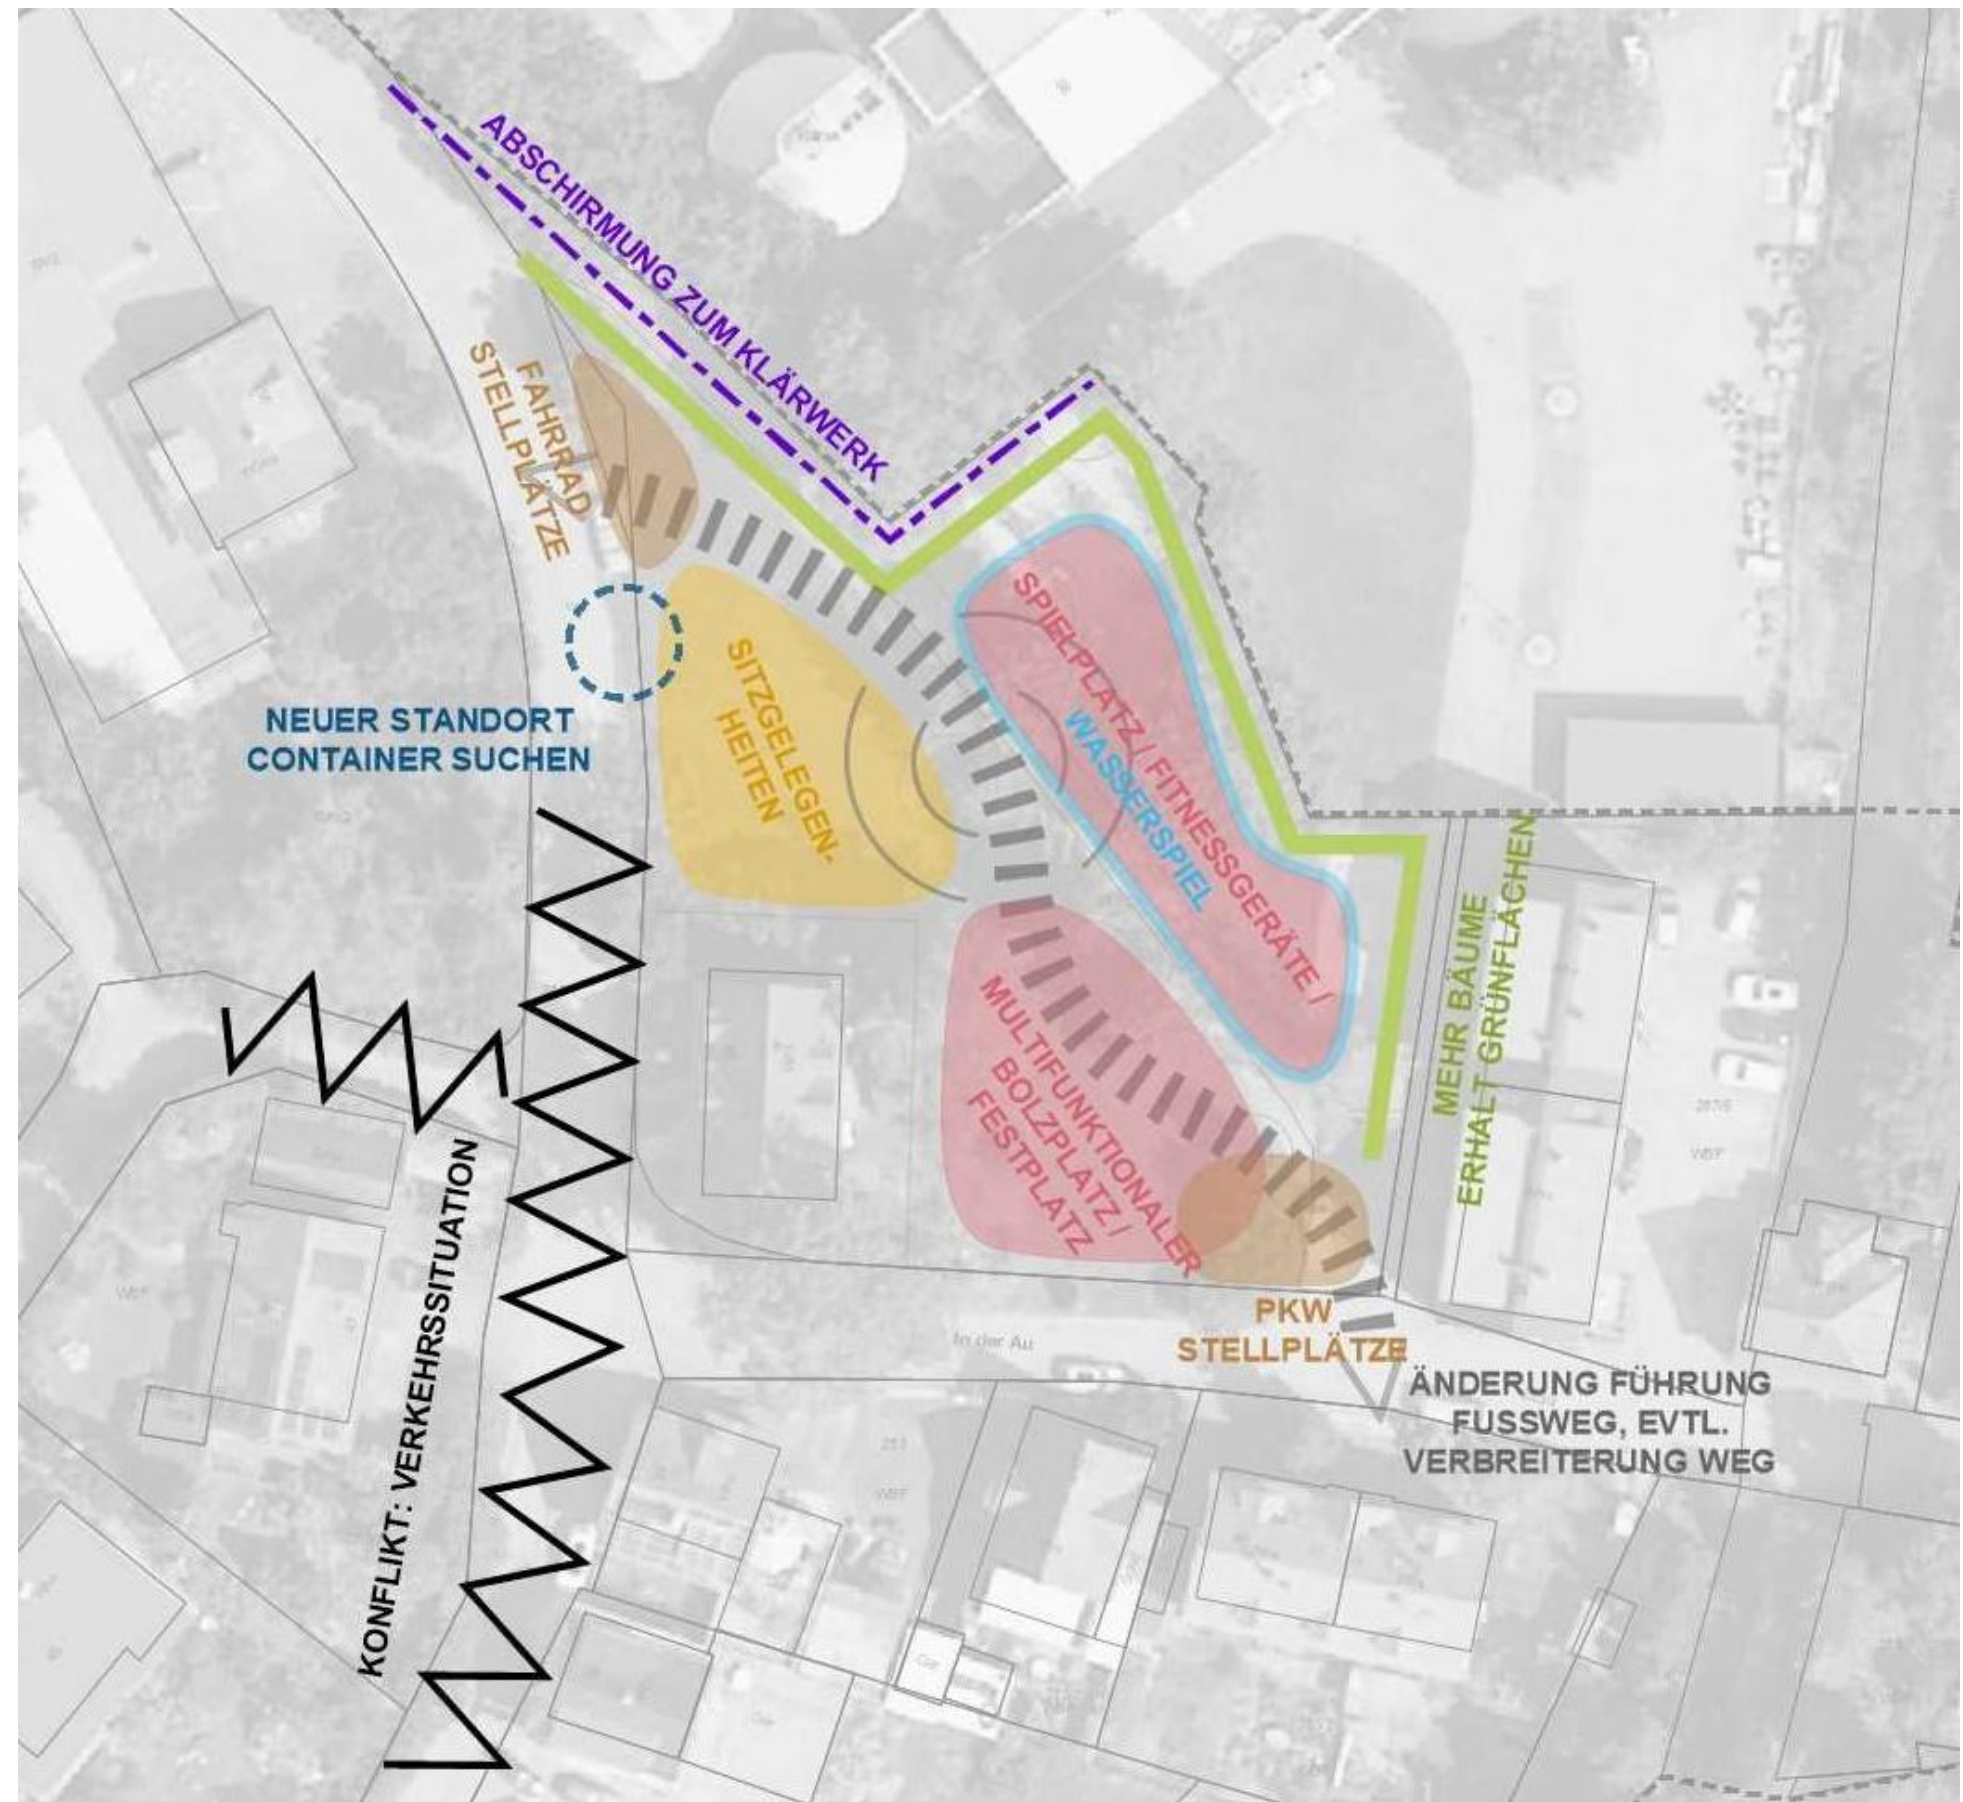 ABSCHIRMUNG ZUM KLÄRWERK
FAHRRAD
STELLPLÄTZE
NEUER STANDORT
CONTAINER SUCHEN
SITZGELEGEN-
HEITEN
SPIELPLATZ / FITNESSGERÄTE /
WASSERSPIEL
MULTIFUNKTIONALER
BOLZPLATZ /
FESTPLATZ
MEHR BÄUME
ERHALT GRÜNFLÄCHEN
KONFLIKT: VERKEHRSSITUATION
In der Au
PKW
STELLPLÄTZE
ÄNDERUNG FÜHRUNG
FUSSWEG, EVTL.
VERBREITERUNG WEG